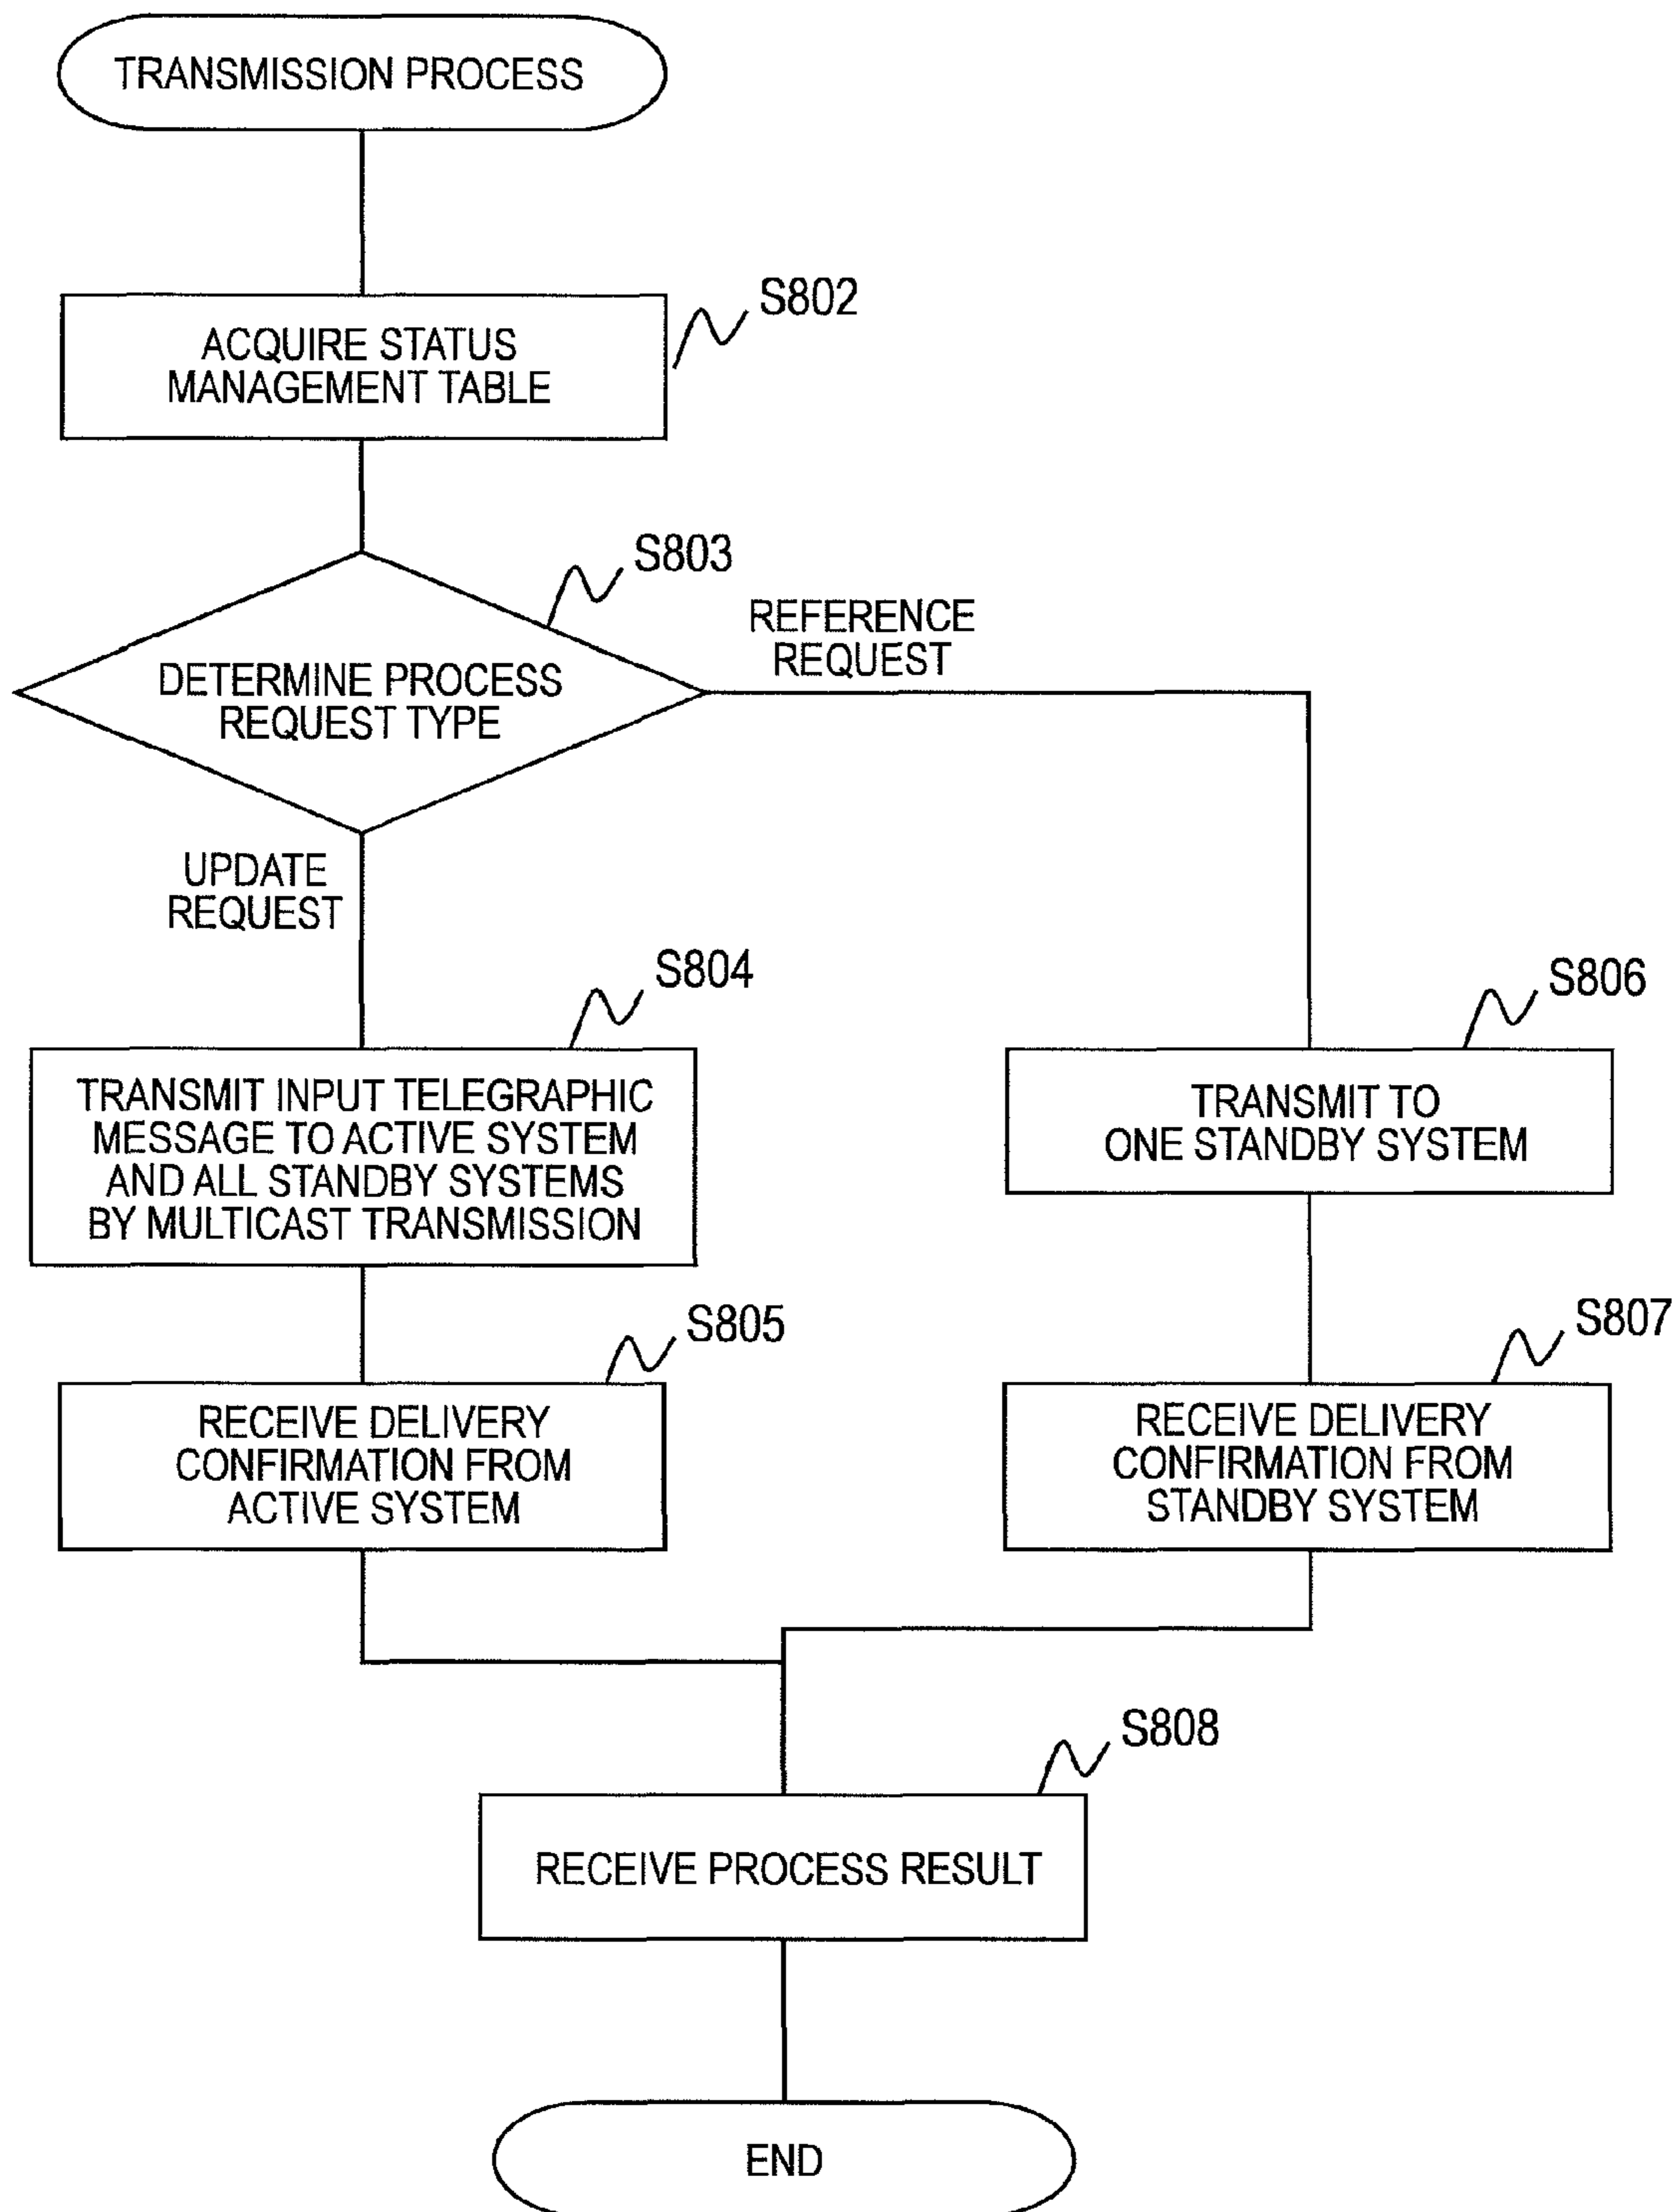 TRANSMISSION PROCESS
S802
ACQUIRE STATUS
MANAGEMENT TABLE
S803
DETERMINE PROCESS
REQUEST TYPE
REFERENCE
REQUEST
UPDATE
REQUEST
S804
TRANSMIT INPUT TELEGRAPHIC
MESSAGE TO ACTIVE SYSTEM
AND ALL STANDBY SYSTEMS
BY MULTICAST TRANSMISSION
S806
TRANSMIT TO
ONE STANDBY SYSTEM
S805
RECEIVE DELIVERY
CONFIRMATION FROM
ACTIVE SYSTEM
S807
RECEIVE DELIVERY
CONFIRMATION FROM
STANDBY SYSTEM
S808
RECEIVE PROCESS RESULT
END